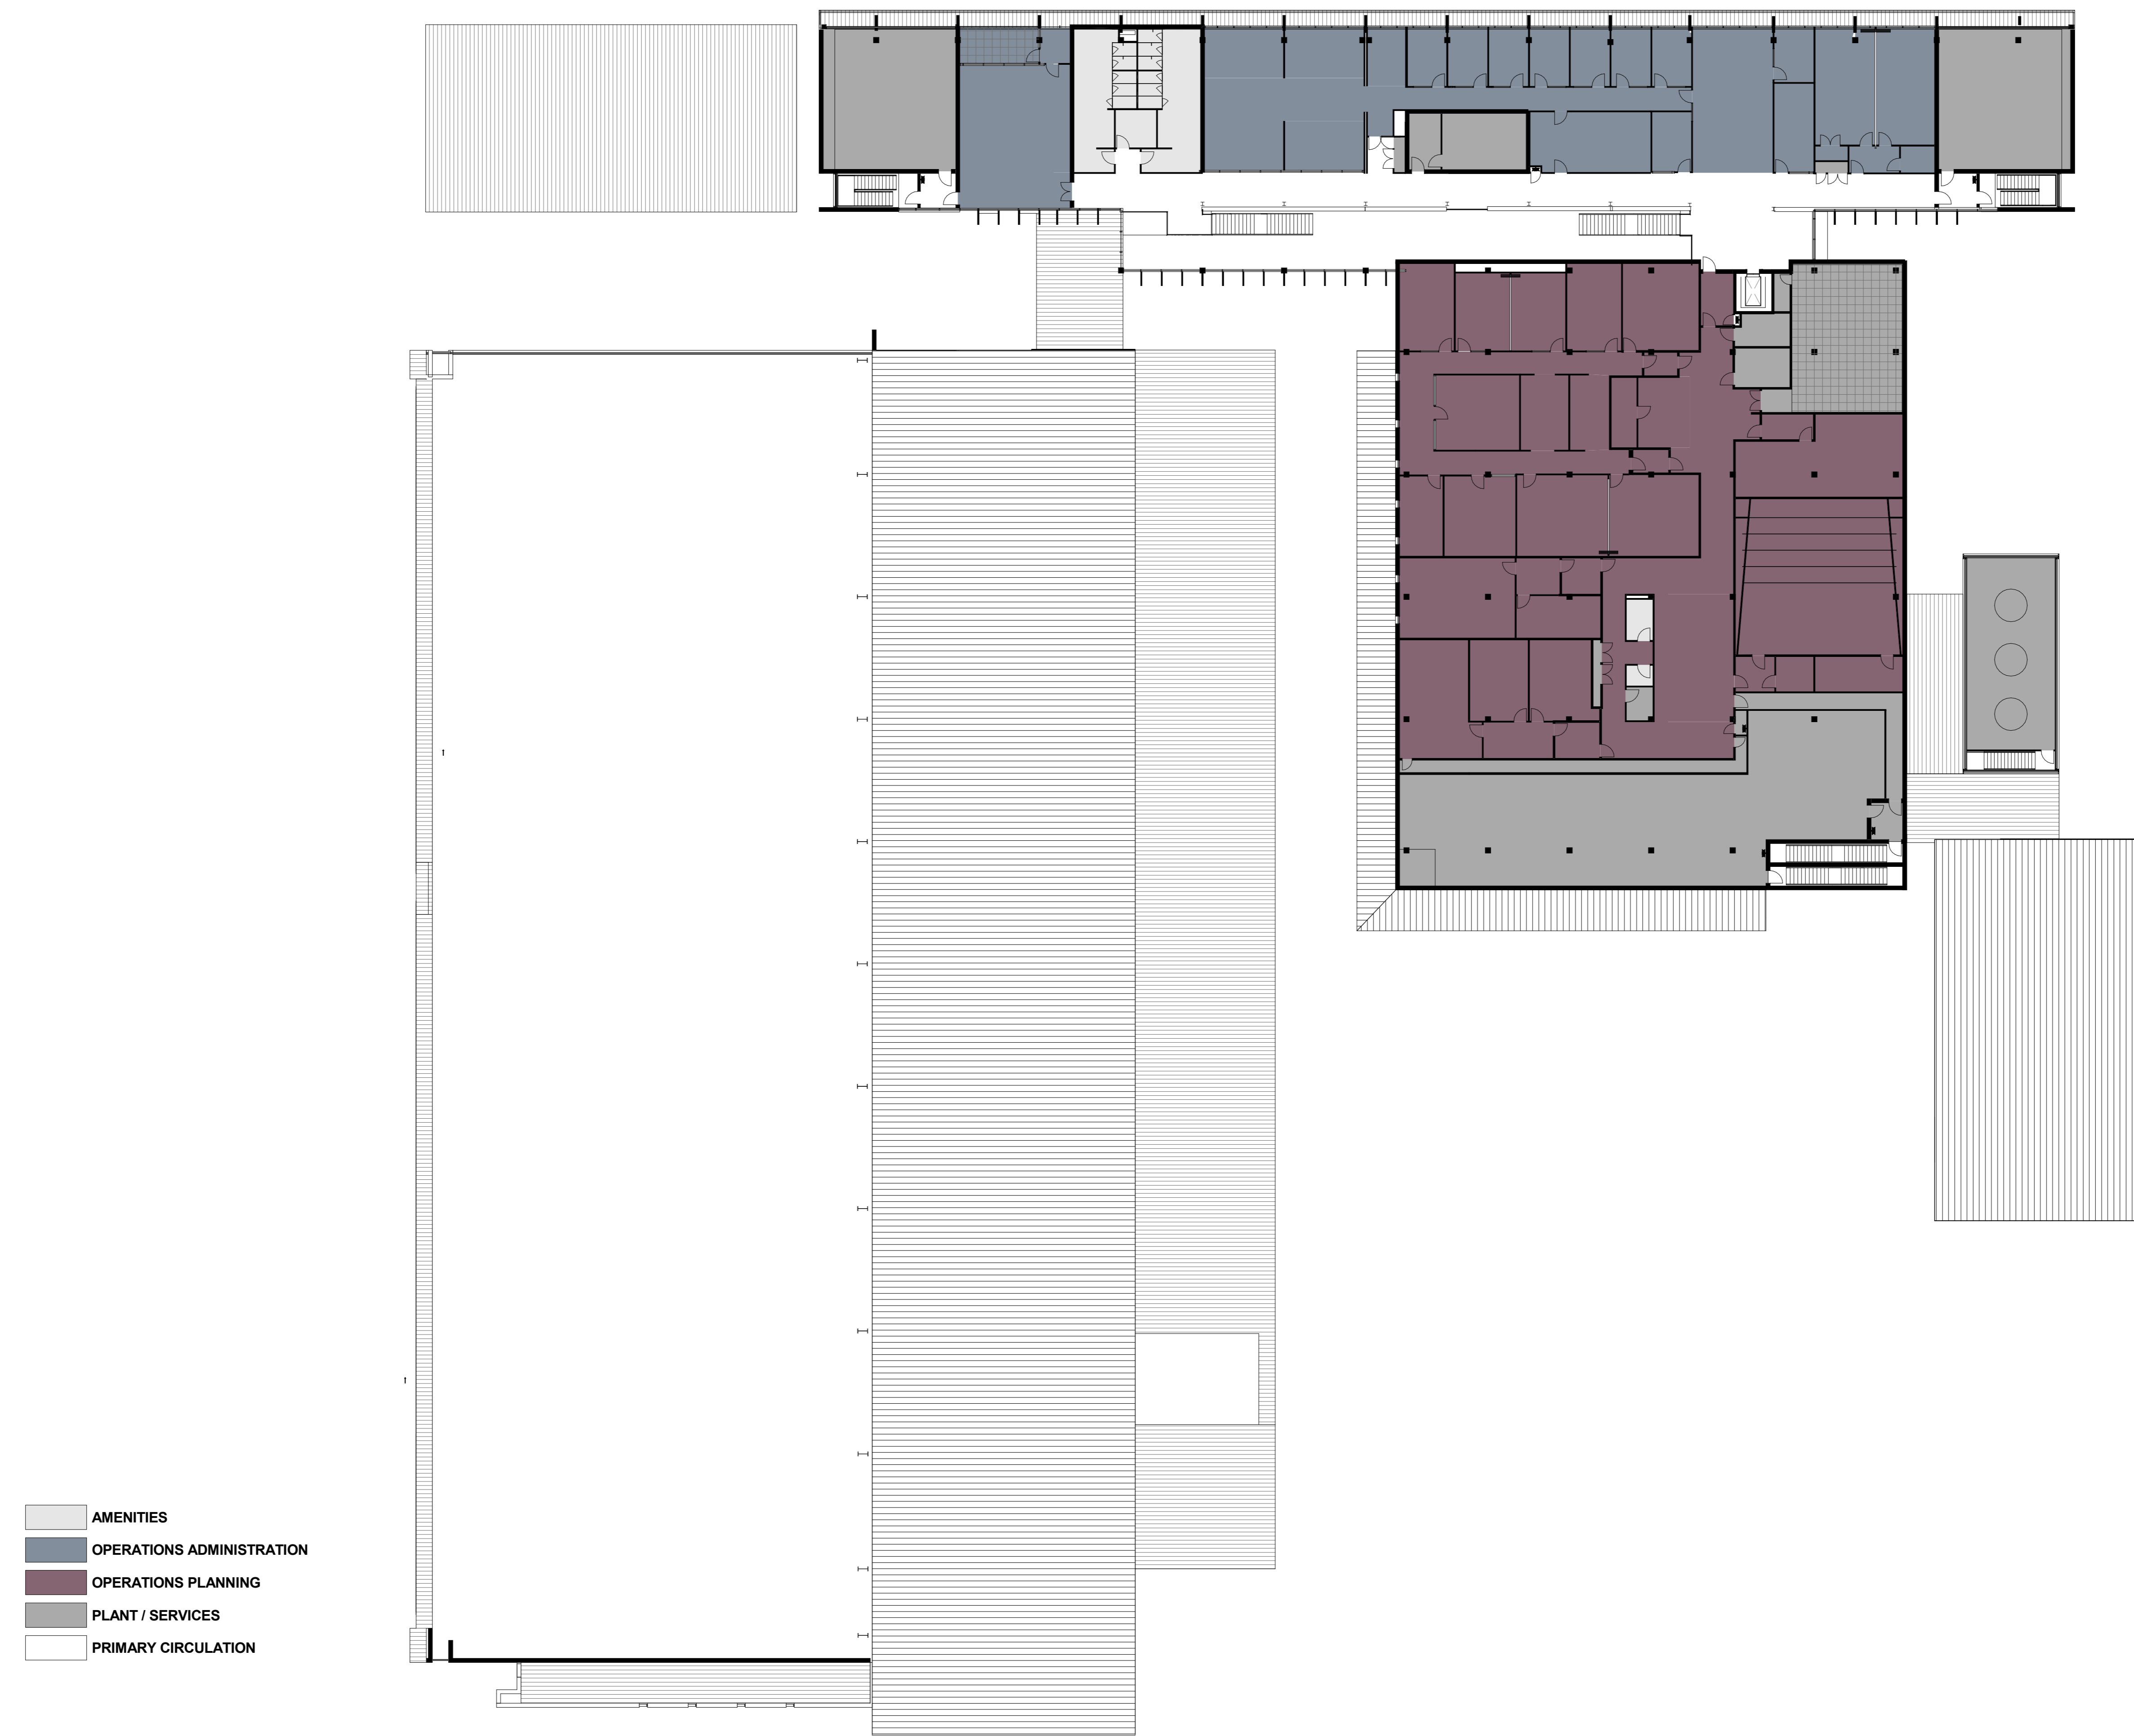 AMENITIES
OPERATIONS ADMINISTRATION
OPERATIONS PLANNING
PLANT / SERVICES
PRIMARY CIRCULATION